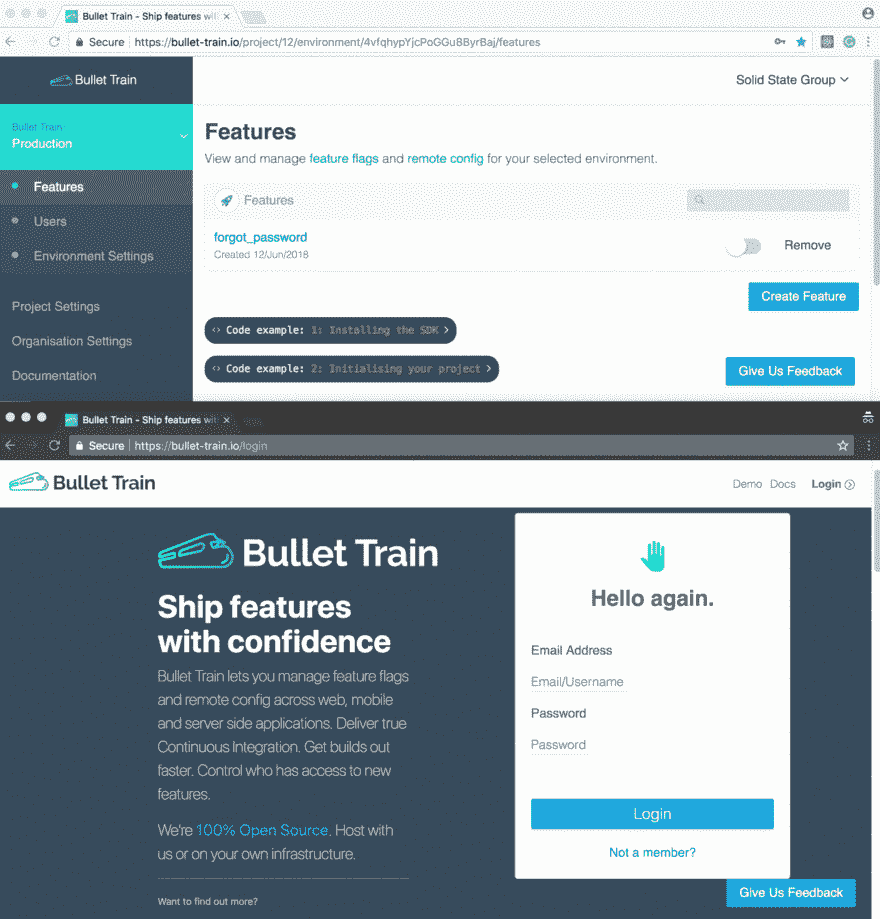 Bullet Train - Ship features wit ×
Secure | https://bullet-train.io/project/12/environment/4vfqhypYjcPoGGu8ByrBaj/features
Bullet Train
Solid State Group
Bullet Train
Production
Features
Users
Environment Settings
Project Settings
Organisation Settings
Documentation
Features
View and manage feature flags and remote config for your selected environment.
Features
forgot_password
Created 12/Jun/2018
Remove
Create Feature
<> Code example: 1: Installing the SDK >
<> Code example: 2: Initialising your project >
Give Us Feedback
Bullet Train - Ship features wit ×
Secure | https://bullet-train.io/login
Bullet Train
Demo Docs Login
Bullet Train
Ship features
with confidence
Bullet Train lets you manage feature flags
and remote config across web, mobile
and server side applications. Deliver true
Continuous Integration. Get builds out
faster. Control who has access to new
features.
We're 100% Open Source. Host with
us or on your own infrastructure.
Want to find out more?
Hello again.
Email Address
Email/Username
Password
Password
Login
Not a member?
Give Us Feedback